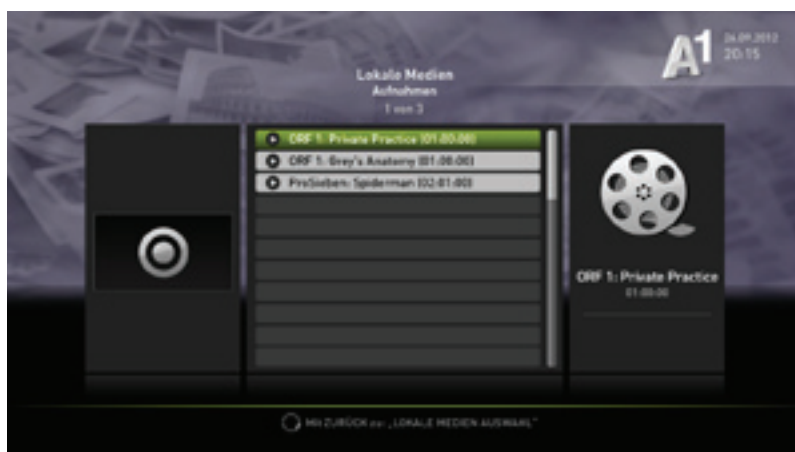 Lokale Medien
Aufnahmen
1 von 3
A1
26.09.2012
20:15
ORF 1: Private Practice (01:00:00)
ORF 1: Grey's Anatomy (01:00:00)
ProSieben: Spiderman (02:01:00)
ORF 1: Private Practice
01:00:00
Mit ZURÜCK zu: „LOKALE MEDIEN AUSWAHL"